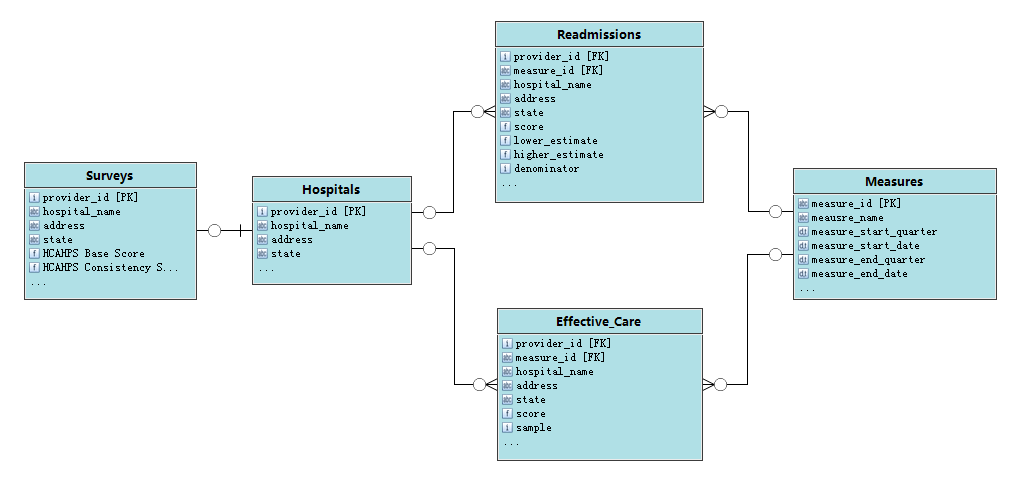 Readmissions
provider_id [FK]
measure_id [FK]
hospital_name
address
state
score
lower_estimate
higher_estimate
denominator
...
Surveys
provider_id [PK]
hospital_name
address
state
HCAHPS Base Score
HCAHPS Consistency S...
...
Hospitals
provider_id [PK]
hospital_name
address
state
...
Measures
measure_id [PK]
meausre_name
measure_start_quarter
measure_start_date
measure_end_quarter
measure_end_date
...
Effective_Care
provider_id [FK]
measure_id [FK]
hospital_name
address
state
score
sample
...